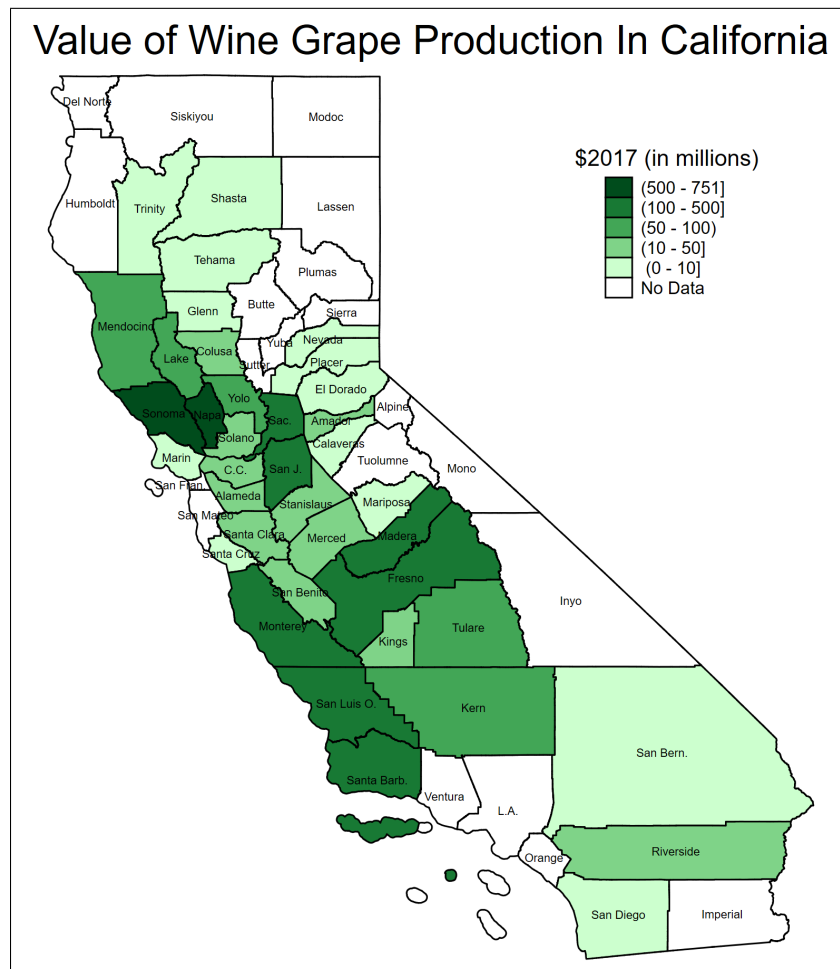 Value of Wine Grape Production In California
Del Norte
Siskiyou
Modoc
$2017 (in millions)
(500 - 751]
(100 - 500]
(50 - 100)
(10 - 50]
(0 - 10]
No Data
Humboldt
Trinity
Shasta
Lassen
Tehama
Plumas
Glenn
Butte
Sierra
Mendocino
Nevada
Yuba
Colusa
Lake
Placer
Sutter
El Dorado
Yolo
Alpine
Sonoma
Napa
Sac.
Amador
Solano
Calaveras
Marin
Tuolumne
C.C.
San J.
Mono
San Fran.
Alameda
Stanislaus
Mariposa
San Mateo
Santa Clara
Merced
Madera
Santa Cruz
Fresno
San Benito
Inyo
Monterey
Tulare
Kings
San Luis O.
Kern
San Bern.
Santa Barb.
Ventura
L.A.
Orange
Riverside
San Diego
Imperial